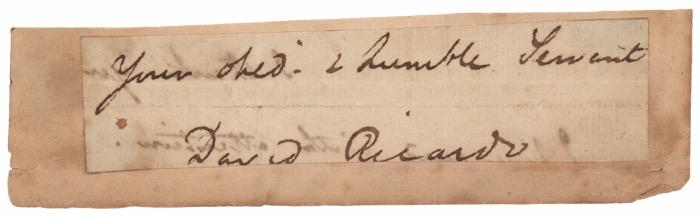 Your obed. & humble Servant
David Ricardo